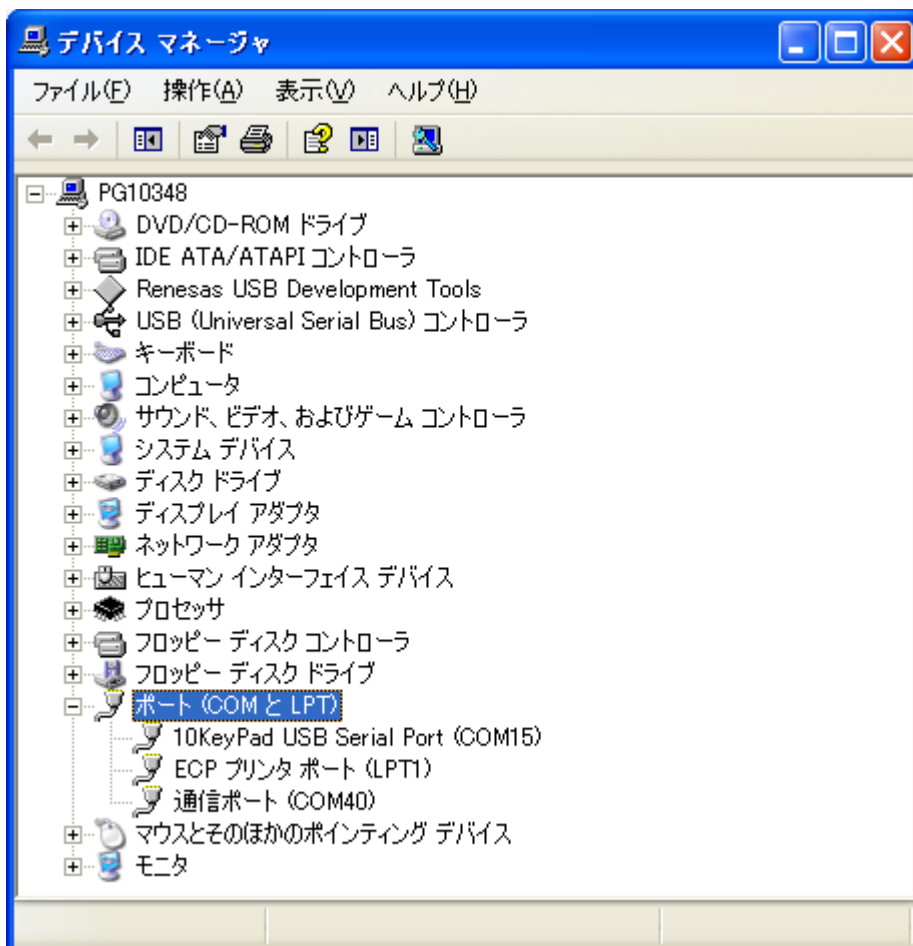 デバイス マネージャ
ファイル(F) 操作(A) 表示(V) ヘルプ(H)
PG10348
DVD/CD-ROM ドライブ
IDE ATA/ATAPI コントローラ
Renesas USB Development Tools
USB (Universal Serial Bus) コントローラ
キーボード
コンピュータ
サウンド、ビデオ、およびゲーム コントローラ
システム デバイス
ディスク ドライブ
ディスプレイ アダプタ
ネットワーク アダプタ
ヒューマン インターフェイス デバイス
プロセッサ
フロッピー ディスク コントローラ
フロッピー ディスク ドライブ
ポート (COM と LPT)
10KeyPad USB Serial Port (COM15)
ECP プリンタ ポート (LPT1)
通信ポート (COM40)
マウスとそのほかのポインティング デバイス
モニタ